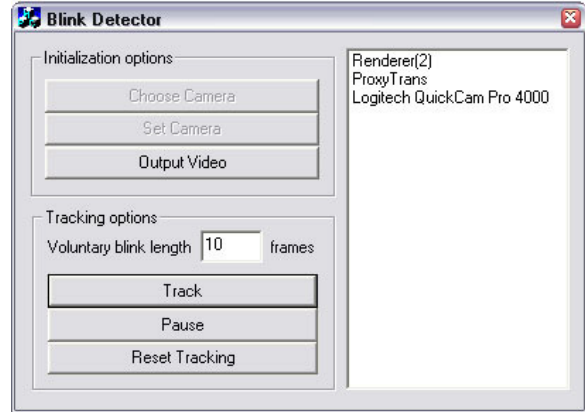 Blink Detector
Initialization options
Choose Camera
Set Camera
Output Video
Tracking options
Voluntary blink length 10 frames
Track
Pause
Reset Tracking
Renderer(2)
ProxyTrans
Logitech QuickCam Pro 4000